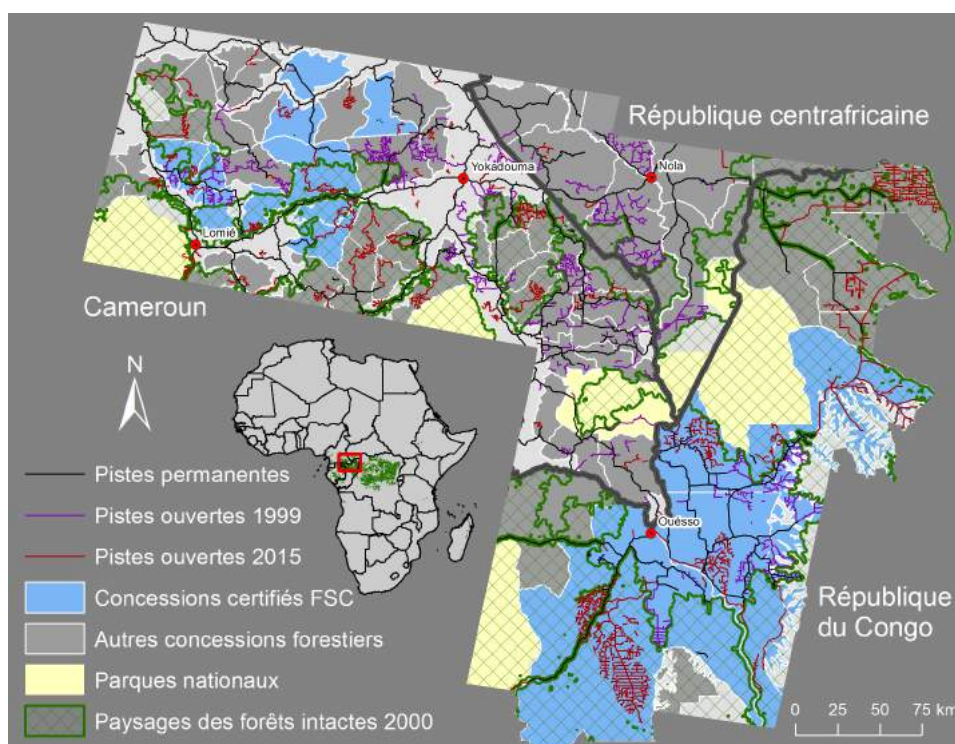 République centrafricaine
Yokadouma
Nola
Lomié
Cameroun
N
Pistes permanentes
Pistes ouvertes 1999
Pistes ouvertes 2015
Ouésso
Concessions certifiés FSC
Autres concessions forestiers
République
du Congo
Parques nationaux
Paysages des forêts intactes 2000
0 25 50 75 km